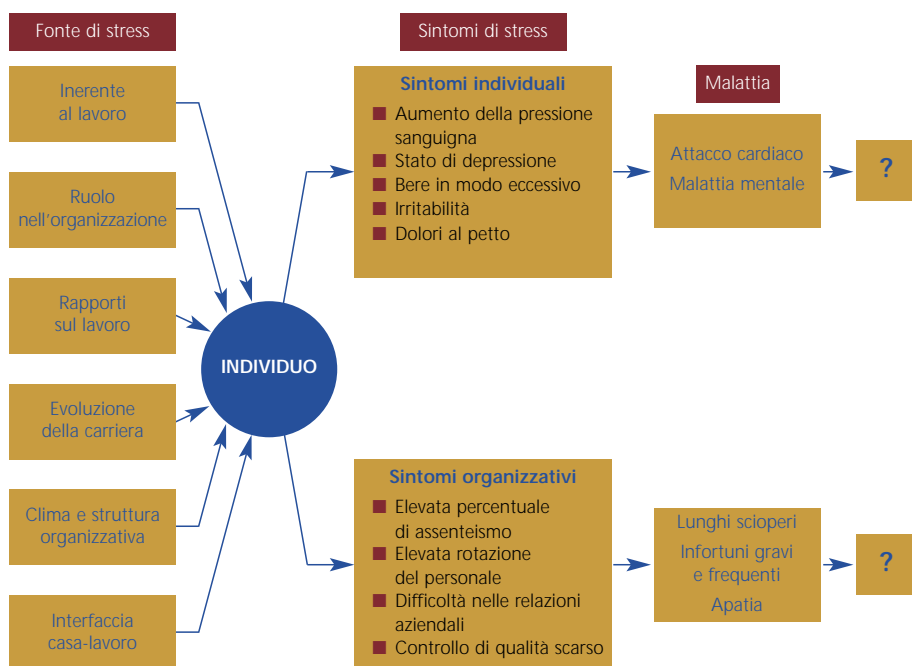 Fonte di stress
Inerente
al lavoro
Ruolo
nell'organizzazione
Rapporti
sul lavoro
Evoluzione
della carriera
Clima e struttura
organizzativa
Interfaccia
casa-lavoro
INDIVIDUO
Sintomi di stress
Sintomi individuali
Aumento della pressione
sanguigna
Stato di depressione
Bere in modo eccessivo
Irritabilità
Dolori al petto
Malattia
Attacco cardiaco
Malattia mentale
?
Sintomi organizzativi
Elevata percentuale
di assenteismo
Elevata rotazione
del personale
Difficoltà nelle relazioni
aziendali
Controllo di qualità scarso
Lunghi scioperi
Infortuni gravi
e frequenti
Apatia
?